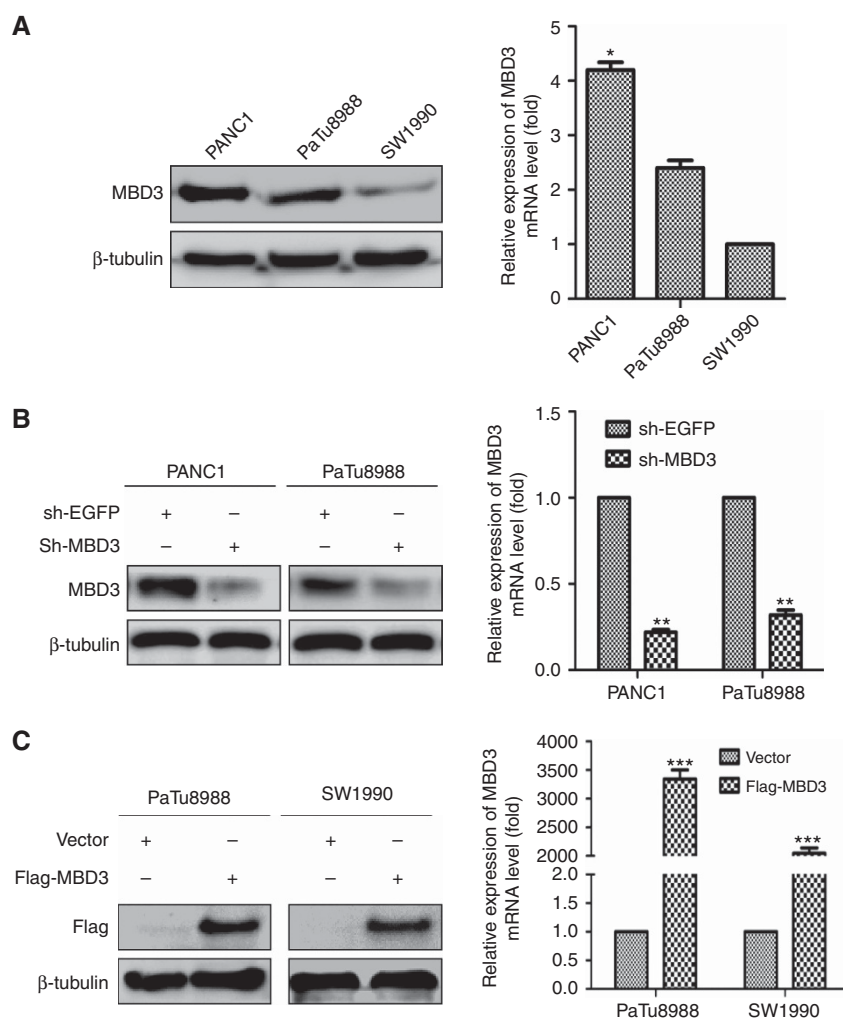 A
PANC1
PaTu8988
SW1990
MBD3
β-tubulin
Relative expression of MBD3
mRNA level (fold)
5
4
3
2
1
0
*
PANC1
PaTu8988
SW1990
B
PANC1 PaTu8988
sh-EGFP + – + –
Sh-MBD3 – + – +
MBD3
β-tubulin
Relative expression of MBD3
mRNA level (fold)
1.5
1.0
0.5
0.0
sh-EGFP
sh-MBD3
**
**
PANC1 PaTu8988
C
PaTu8988 SW1990
Vector + – + –
Flag-MBD3 – + – +
Flag
β-tubulin
Relative expression of MBD3
mRNA level (fold)
4000
3500
3000
2500
2000
2.0
1.5
1.0
0.5
0.0
Vector
Flag-MBD3
***
***
PaTu8988 SW1990